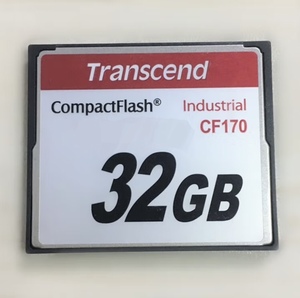 Transcend
CompactFlash® Industrial
CF170
32GB